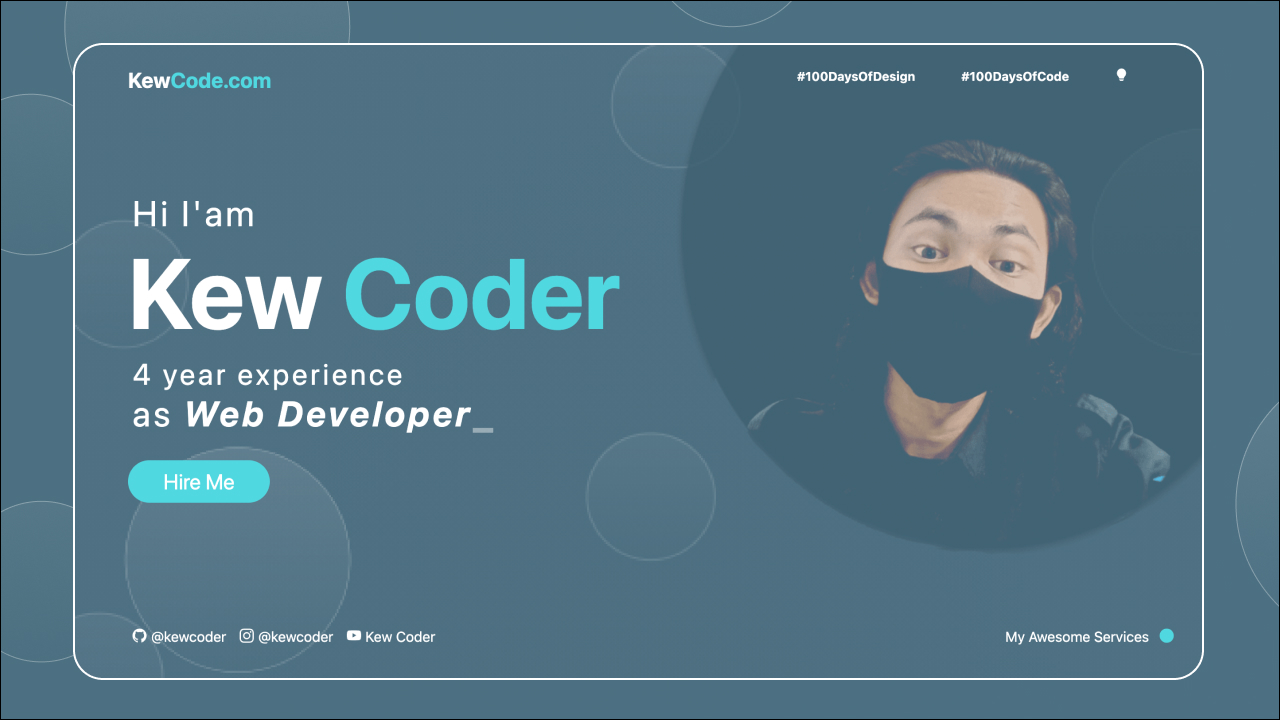 KewCode.com
#100DaysOfDesign
#100DaysOfCode
Hi I'am
Kew Coder
4 year experience
as Web Developer_
Hire Me
@kewcoder
@kewcoder
Kew Coder
My Awesome Services